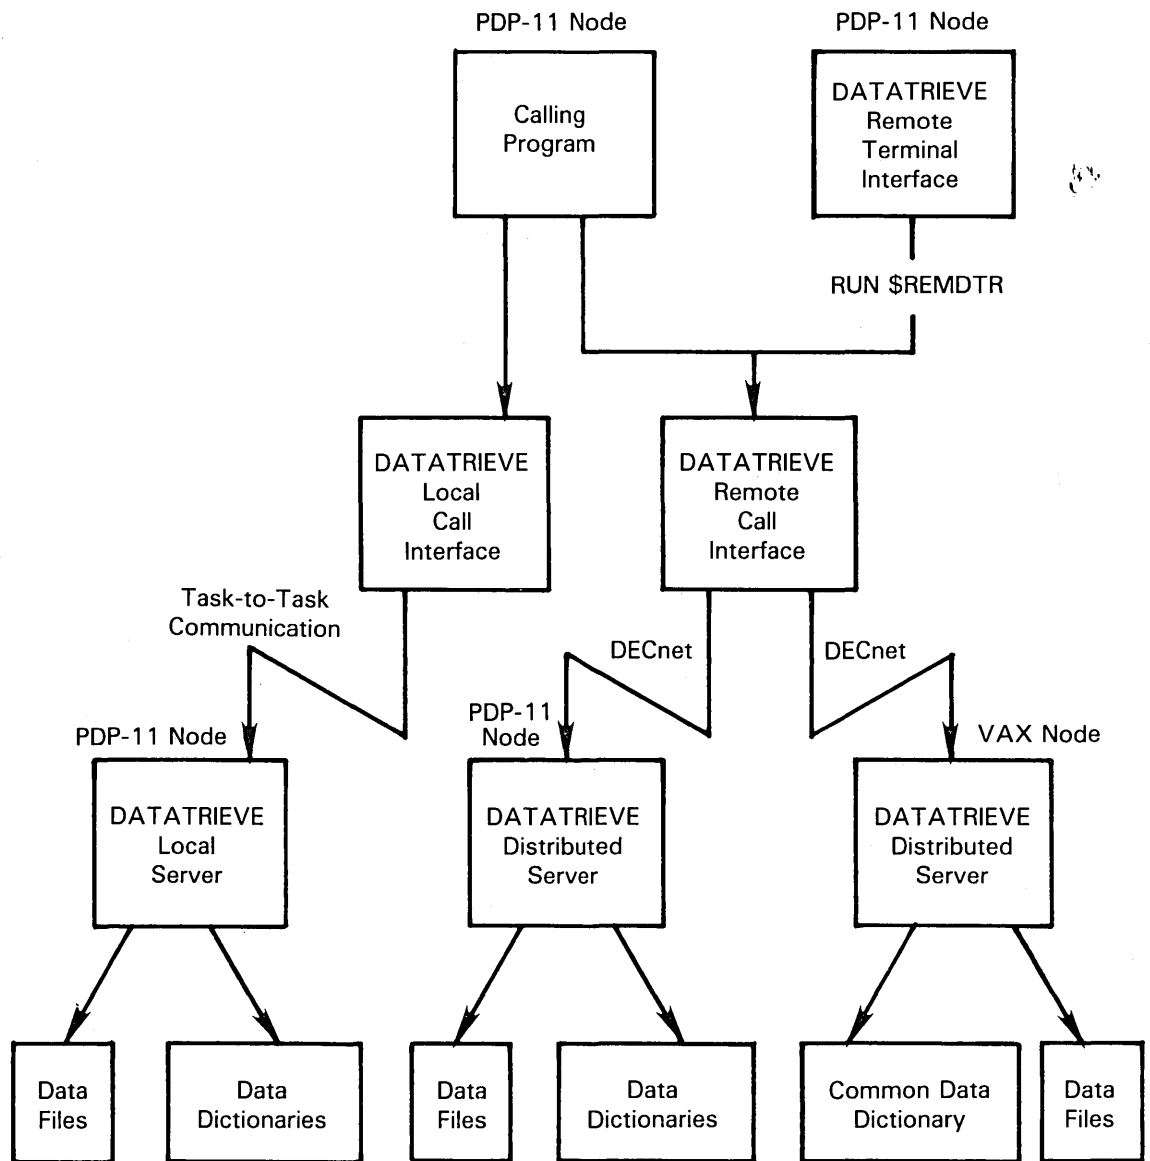 PDP-11 Node
PDP-11 Node
Calling
Program
DATATRIEVE
Remote
Terminal
Interface
RUN $REMDTR
DATATRIEVE
Local
Call
Interface
DATATRIEVE
Remote
Call
Interface
Task-to-Task
Communication
DECnet
DECnet
PDP-11 Node
PDP-11
Node
VAX Node
DATATRIEVE
Local
Server
DATATRIEVE
Distributed
Server
DATATRIEVE
Distributed
Server
Data
Files
Data
Dictionaries
Data
Files
Data
Dictionaries
Common Data
Dictionary
Data
Files